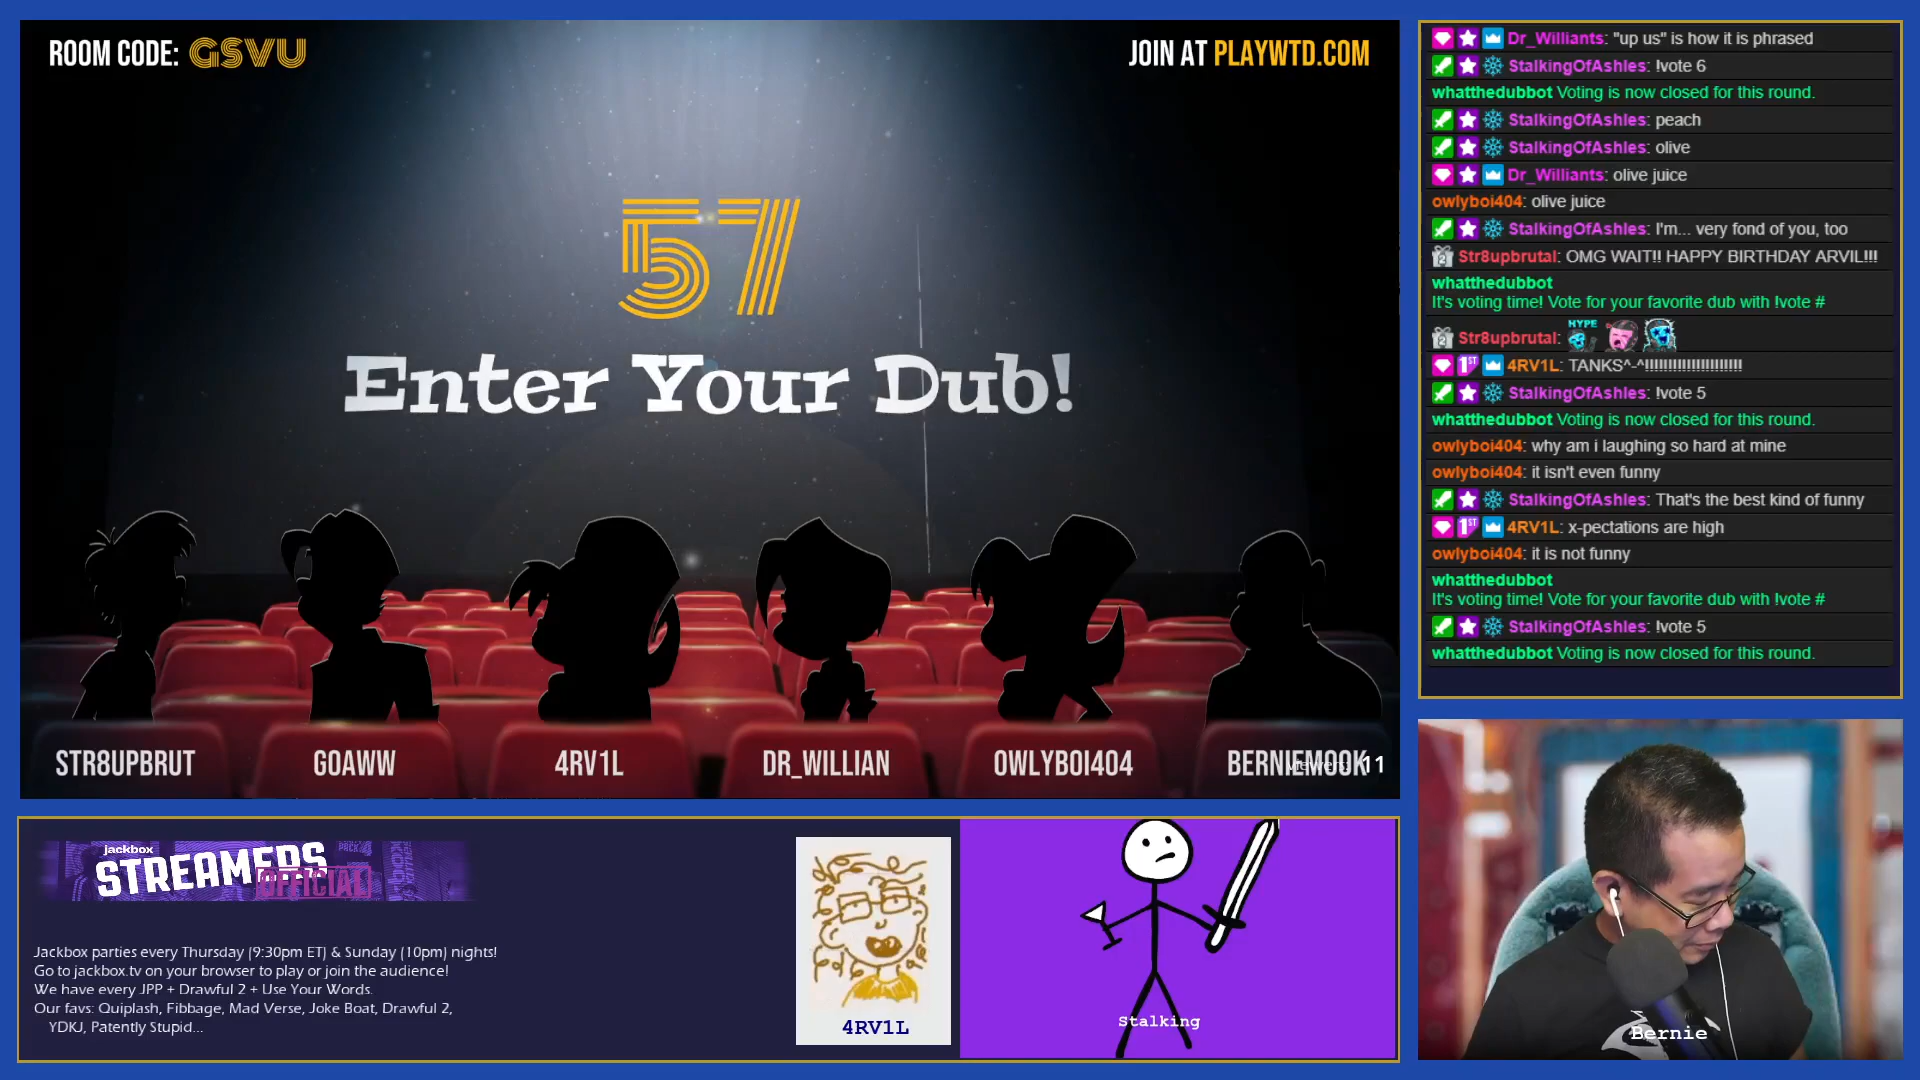 ROOM CODE: GSVU
JOIN AT PLAYWTD.COM
57
Enter Your Dub!
STR8UPBRUT
GOAWW
4RV1L
DR_WILLIAN
OWLYBOI404
BERNIEMOOK
11
Dr_Williants: "up us" is how it is phrased
StalkingOfAshles: !vote 6
whatthedubbot Voting is now closed for this round.
StalkingOfAshles: peach
StalkingOfAshles: olive
Dr_Williants: olive juice
owlyboi404: olive juice
StalkingOfAshles: I'm... very fond of you, too
Str8upbrutal: OMG WAIT!! HAPPY BIRTHDAY ARVIL!!!
whatthedubbot
It's voting time! Vote for your favorite dub with !vote #
HYPE
Str8upbrutal:
1ST 4RV1L: TANKS^-^!!!!!!!!!!!!!!!!!!!!!
StalkingOfAshles: !vote 5
whatthedubbot Voting is now closed for this round.
owlyboi404: why am i laughing so hard at mine
owlyboi404: it isn't even funny
StalkingOfAshles: That's the best kind of funny
1ST 4RV1L: x-pectations are high
owlyboi404: it is not funny
whatthedubbot
It's voting time! Vote for your favorite dub with !vote #
StalkingOfAshles: !vote 5
whatthedubbot Voting is now closed for this round.
jackbox
STREAMERS
OFFICIAL
Jackbox parties every Thursday (9:30pm ET) & Sunday (10pm) nights!
Go to jackbox.tv on your browser to play or join the audience!
We have every JPP + Drawful 2 + Use Your Words.
Our favs: Quiplash, Fibbage, Mad Verse, Joke Boat, Drawful 2,
YDKJ, Patently Stupid...
4RV1L
Stalking
Bernie